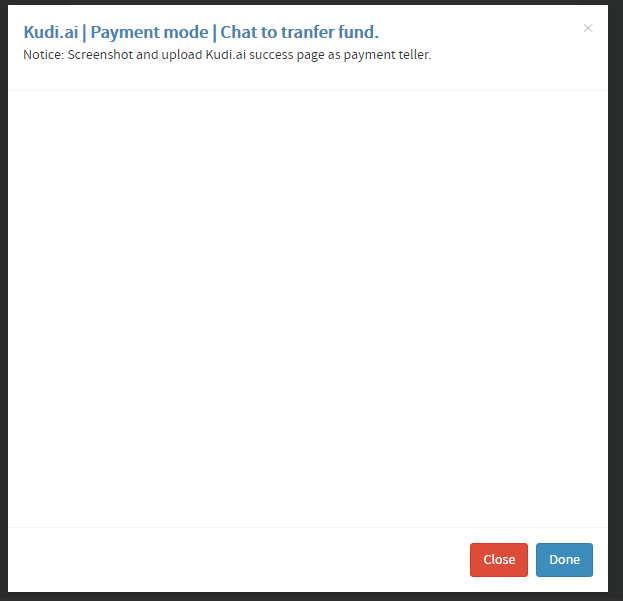 Kudi.ai | Payment mode | Chat to tranfer fund.
×
Notice: Screenshot and upload Kudi.ai success page as payment teller.
Close Done